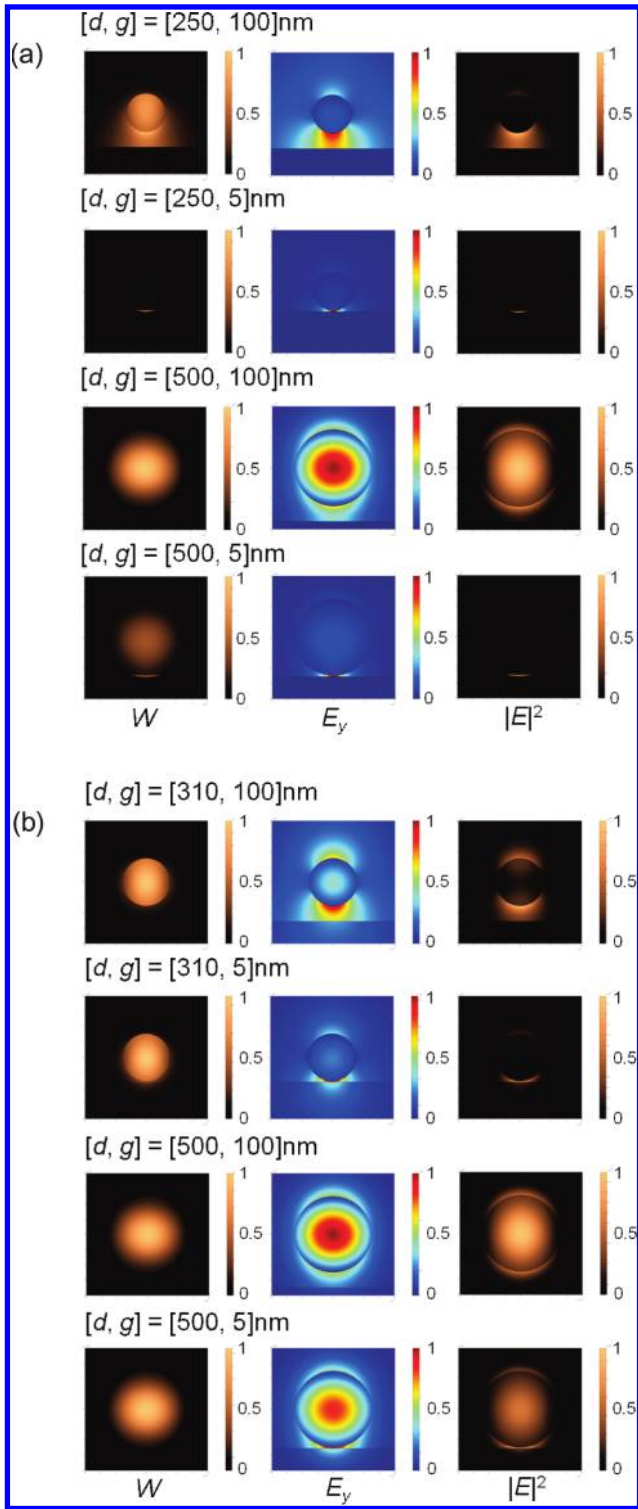 [d, g] = [250, 100]nm
(a)
1 1 1
0.5 0.5 0.5
0 0 0
[d, g] = [250, 5]nm
1 1 1
0.5 0.5 0.5
0 0 0
[d, g] = [500, 100]nm
1 1 1
0.5 0.5 0.5
0 0 0
[d, g] = [500, 5]nm
1 1 1
0.5 0.5 0.5
0 0 0
W E_y |E|²
[d, g] = [310, 100]nm
(b)
1 1 1
0.5 0.5 0.5
0 0 0
[d, g] = [310, 5]nm
1 1 1
0.5 0.5 0.5
0 0 0
[d, g] = [500, 100]nm
1 1 1
0.5 0.5 0.5
0 0 0
[d, g] = [500, 5]nm
1 1 1
0.5 0.5 0.5
0 0 0
W E_y |E|²